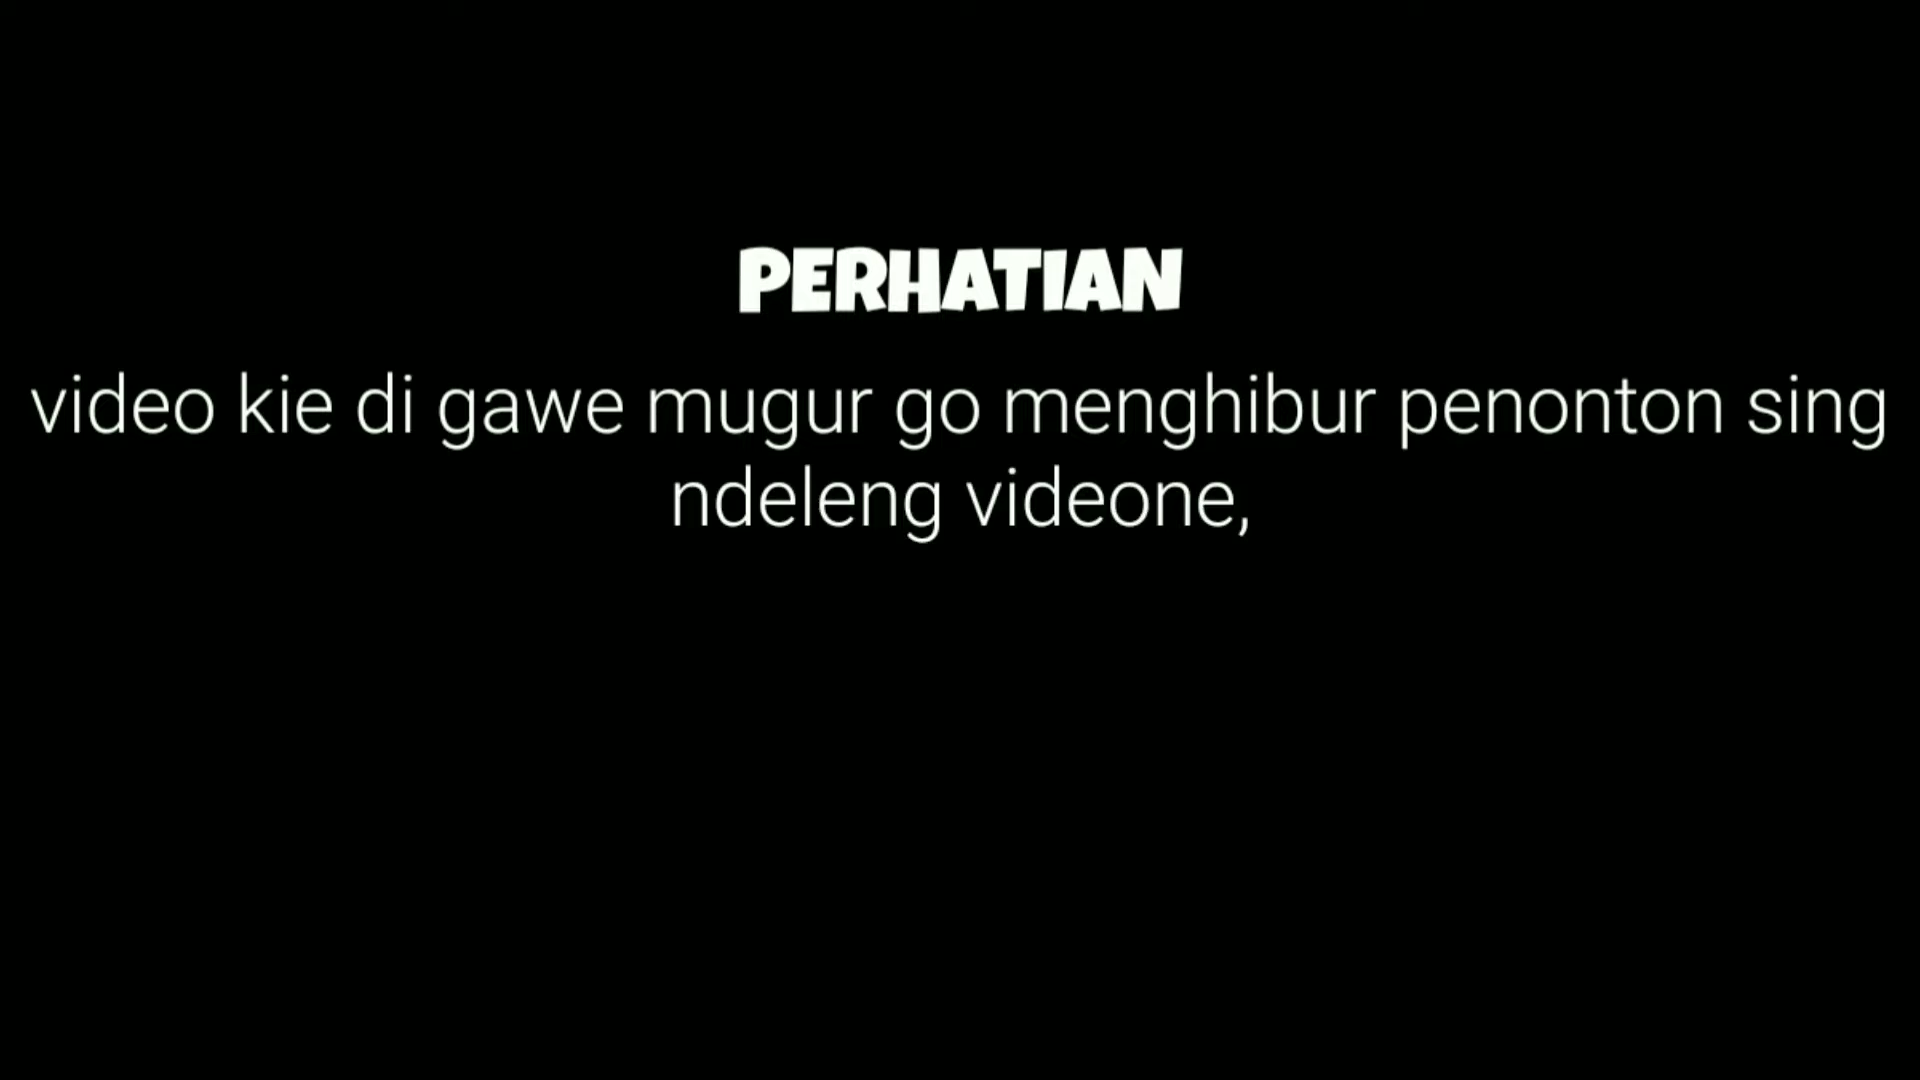 PERHATIAN
video kie di gawe mugur go menghibur penonton sing
ndeleng videone,